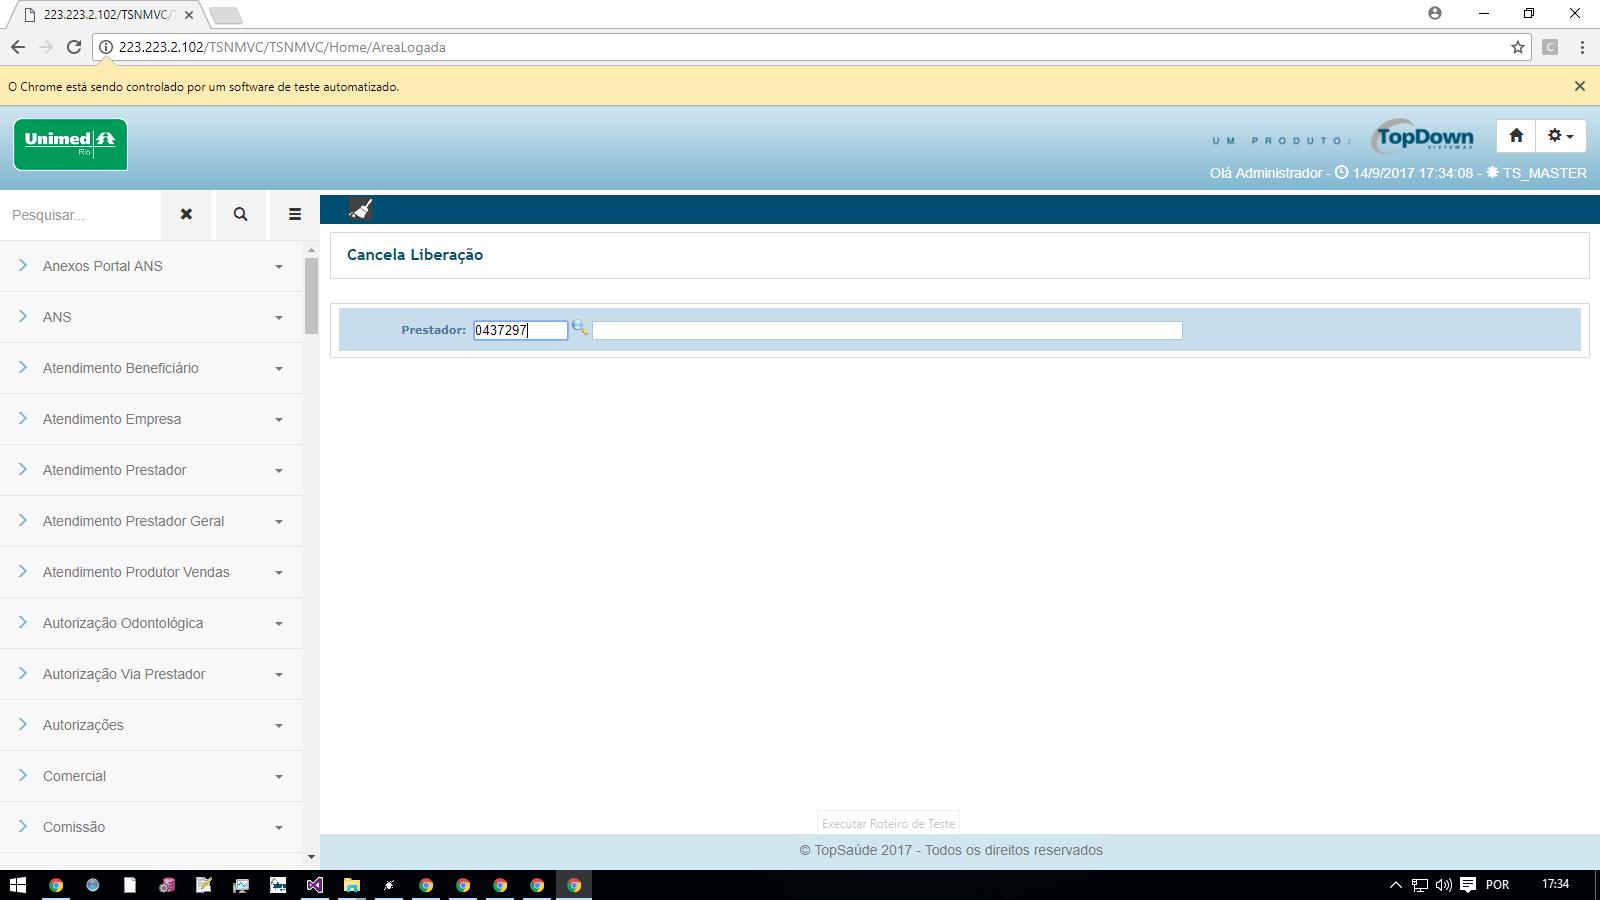 223.223.2.102/TSNMVC/T
223.223.2.102/TSNMVC/TSNMVC/Home/AreaLogada
C
O Chrome está sendo controlado por um software de teste automatizado.
Unimed
Rio
UM PRODUTO:
TopDown
SISTEMAS
Olá Administrador - 14/9/2017 17:34:08 - TS_MASTER
Pesquisar...
Cancela Liberação
Prestador: 0437297
Anexos Portal ANS
ANS
Atendimento Beneficiário
Atendimento Empresa
Atendimento Prestador
Atendimento Prestador Geral
Atendimento Produtor Vendas
Autorização Odontológica
Autorização Via Prestador
Autorizações
Comercial
Comissão
Executar Roteiro de Teste
© TopSaúde 2017 - Todos os direitos reservados
POR
17:34